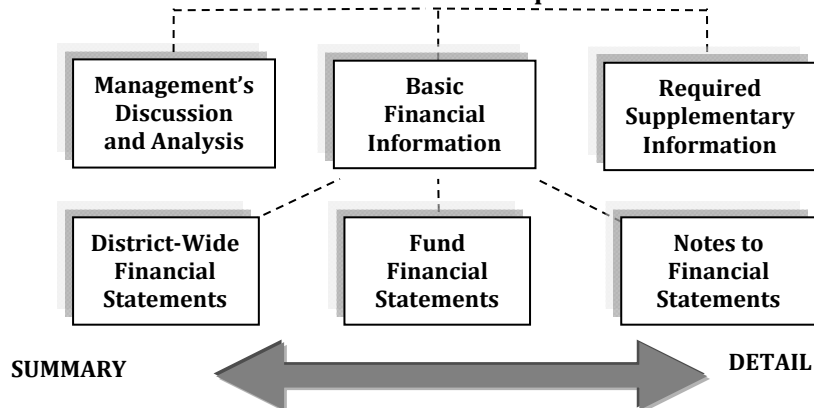 Management’s
Discussion
and Analysis
Basic
Financial
Information
Required
Supplementary
Information
District-Wide
Financial
Statements
Fund
Financial
Statements
Notes to
Financial
Statements
SUMMARY
DETAIL